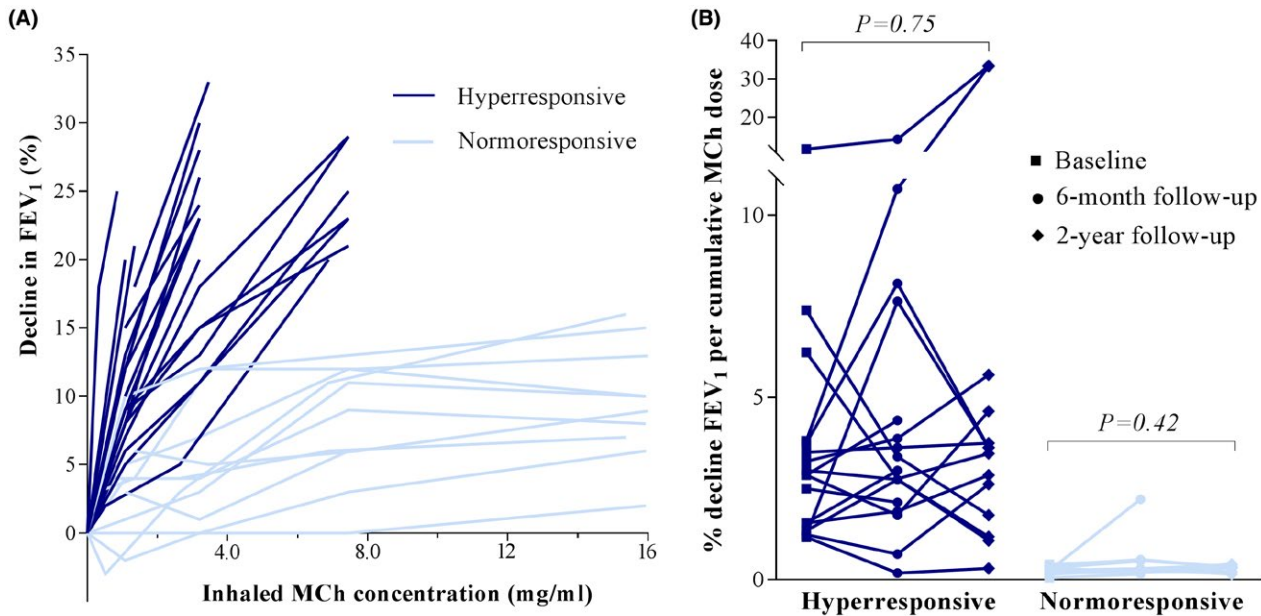 (A)
35
30
25
20
15
10
5
0
Decline in FEV₁ (%)
Hyperresponsive
Normoresponsive
4.0
8.0
12
16
Inhaled MCh concentration (mg/ml)
(B)
P=0.75
40
30
20
10
5
0
% decline FEV₁ per cumulative MCh dose
Baseline
6-month follow-up
2-year follow-up
P=0.42
Hyperresponsive
Normoresponsive